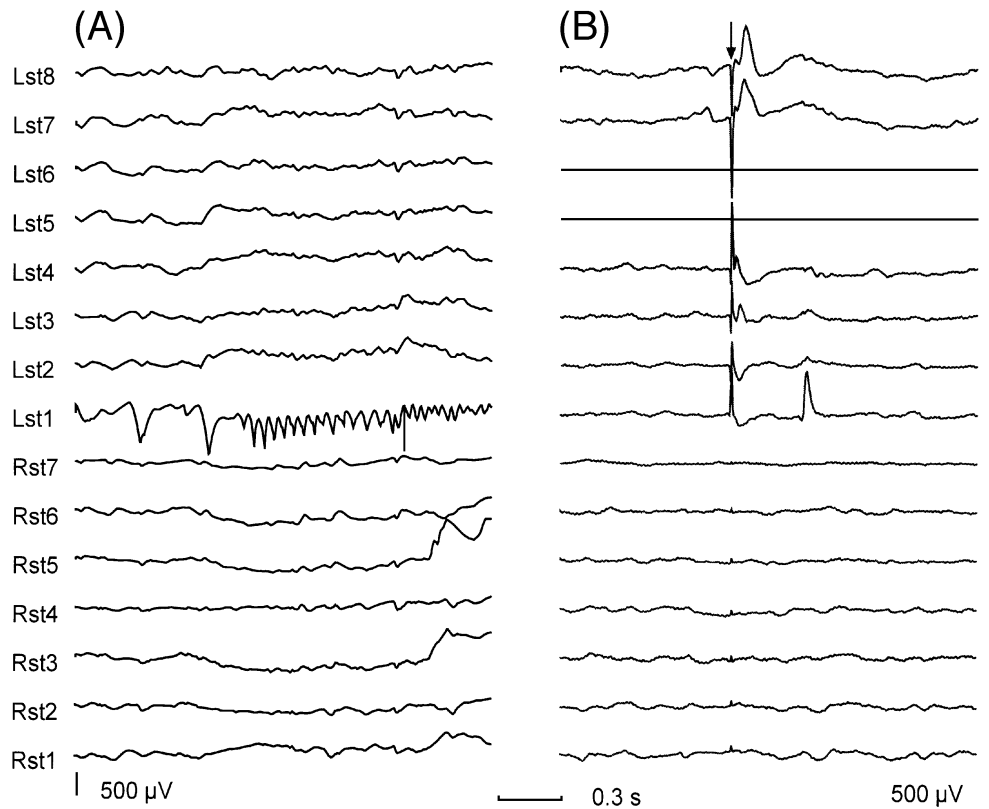 (A) (B)
Lst8
Lst7
Lst6
Lst5
Lst4
Lst3
Lst2
Lst1
Rst7
Rst6
Rst5
Rst4
Rst3
Rst2
Rst1
500 µV 0.3 s 500 µV